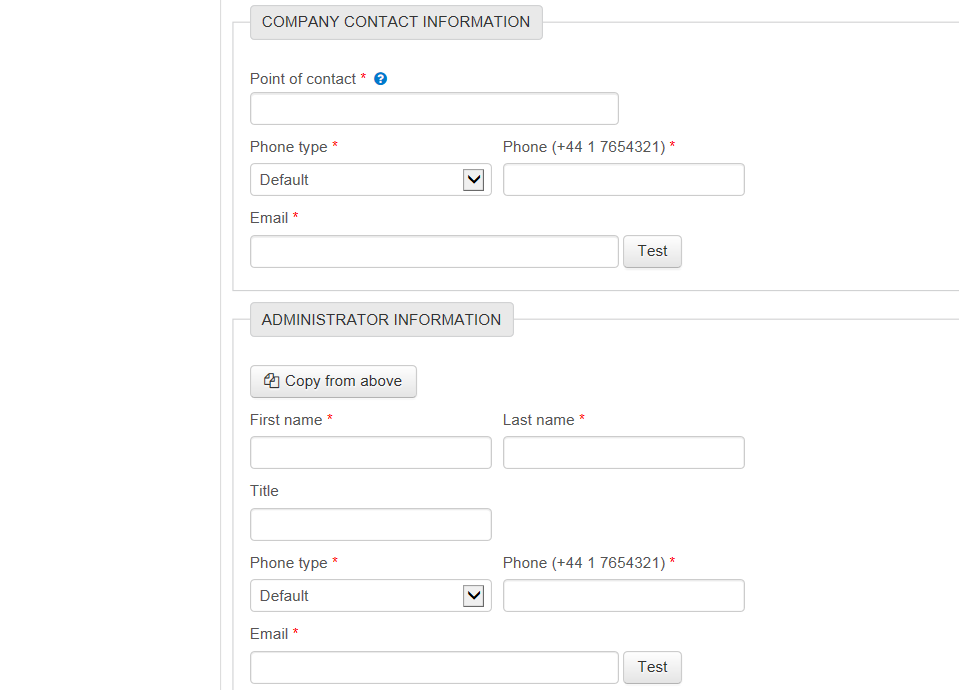 COMPANY CONTACT INFORMATION
Point of contact * ?
Phone type * Phone (+44 1 7654321) *
Default
Email *
Test
ADMINISTRATOR INFORMATION
Copy from above
First name * Last name *
Title
Phone type * Phone (+44 1 7654321) *
Default
Email *
Test